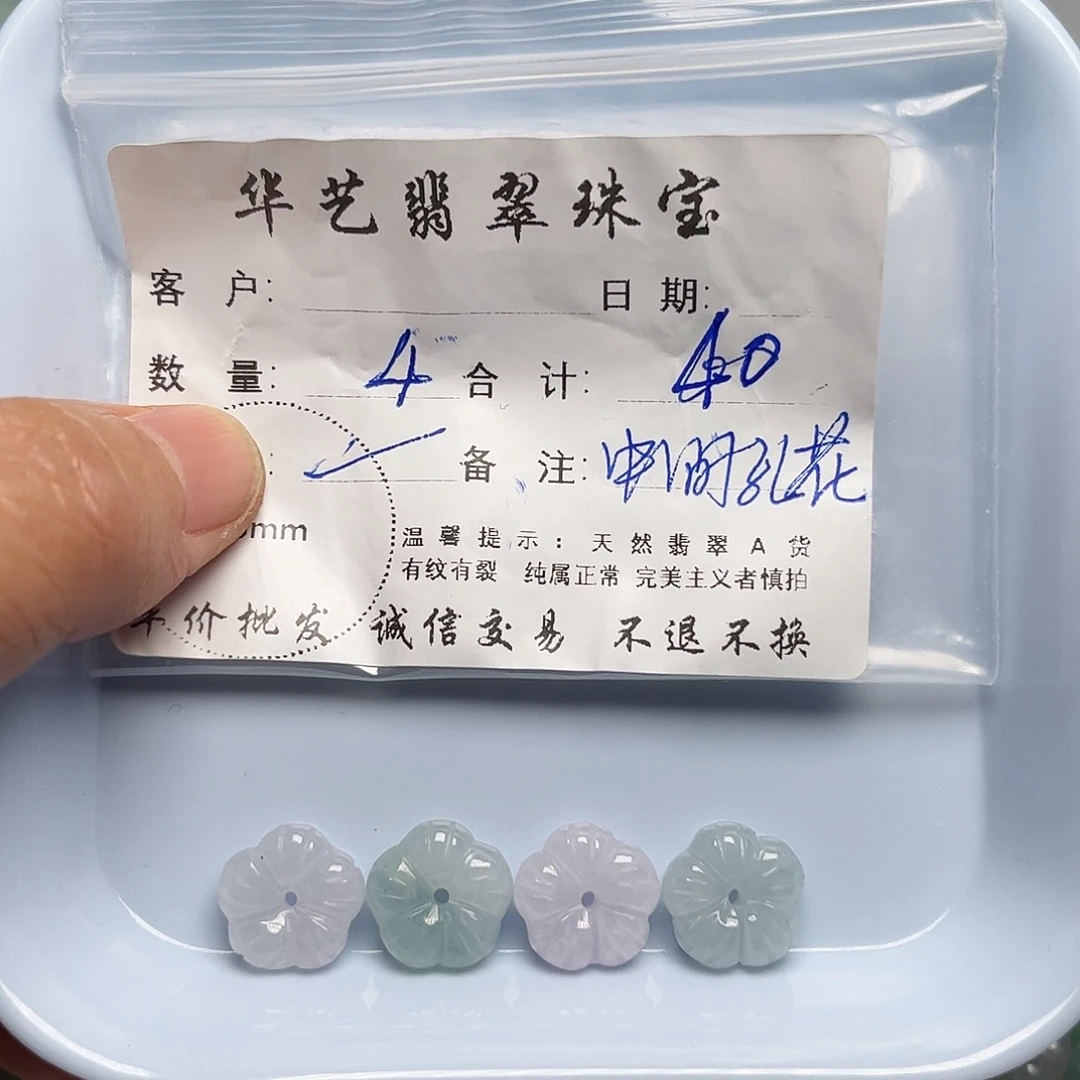 华艺翡翠珠宝
客户: 日期:
数量: 4 合计: 40
: 备注: 中间孔花
mm 温馨提示: 天然翡翠A货
有纹有裂 纯属正常 完美主义者慎拍
价批发 诚信交易 不退不换